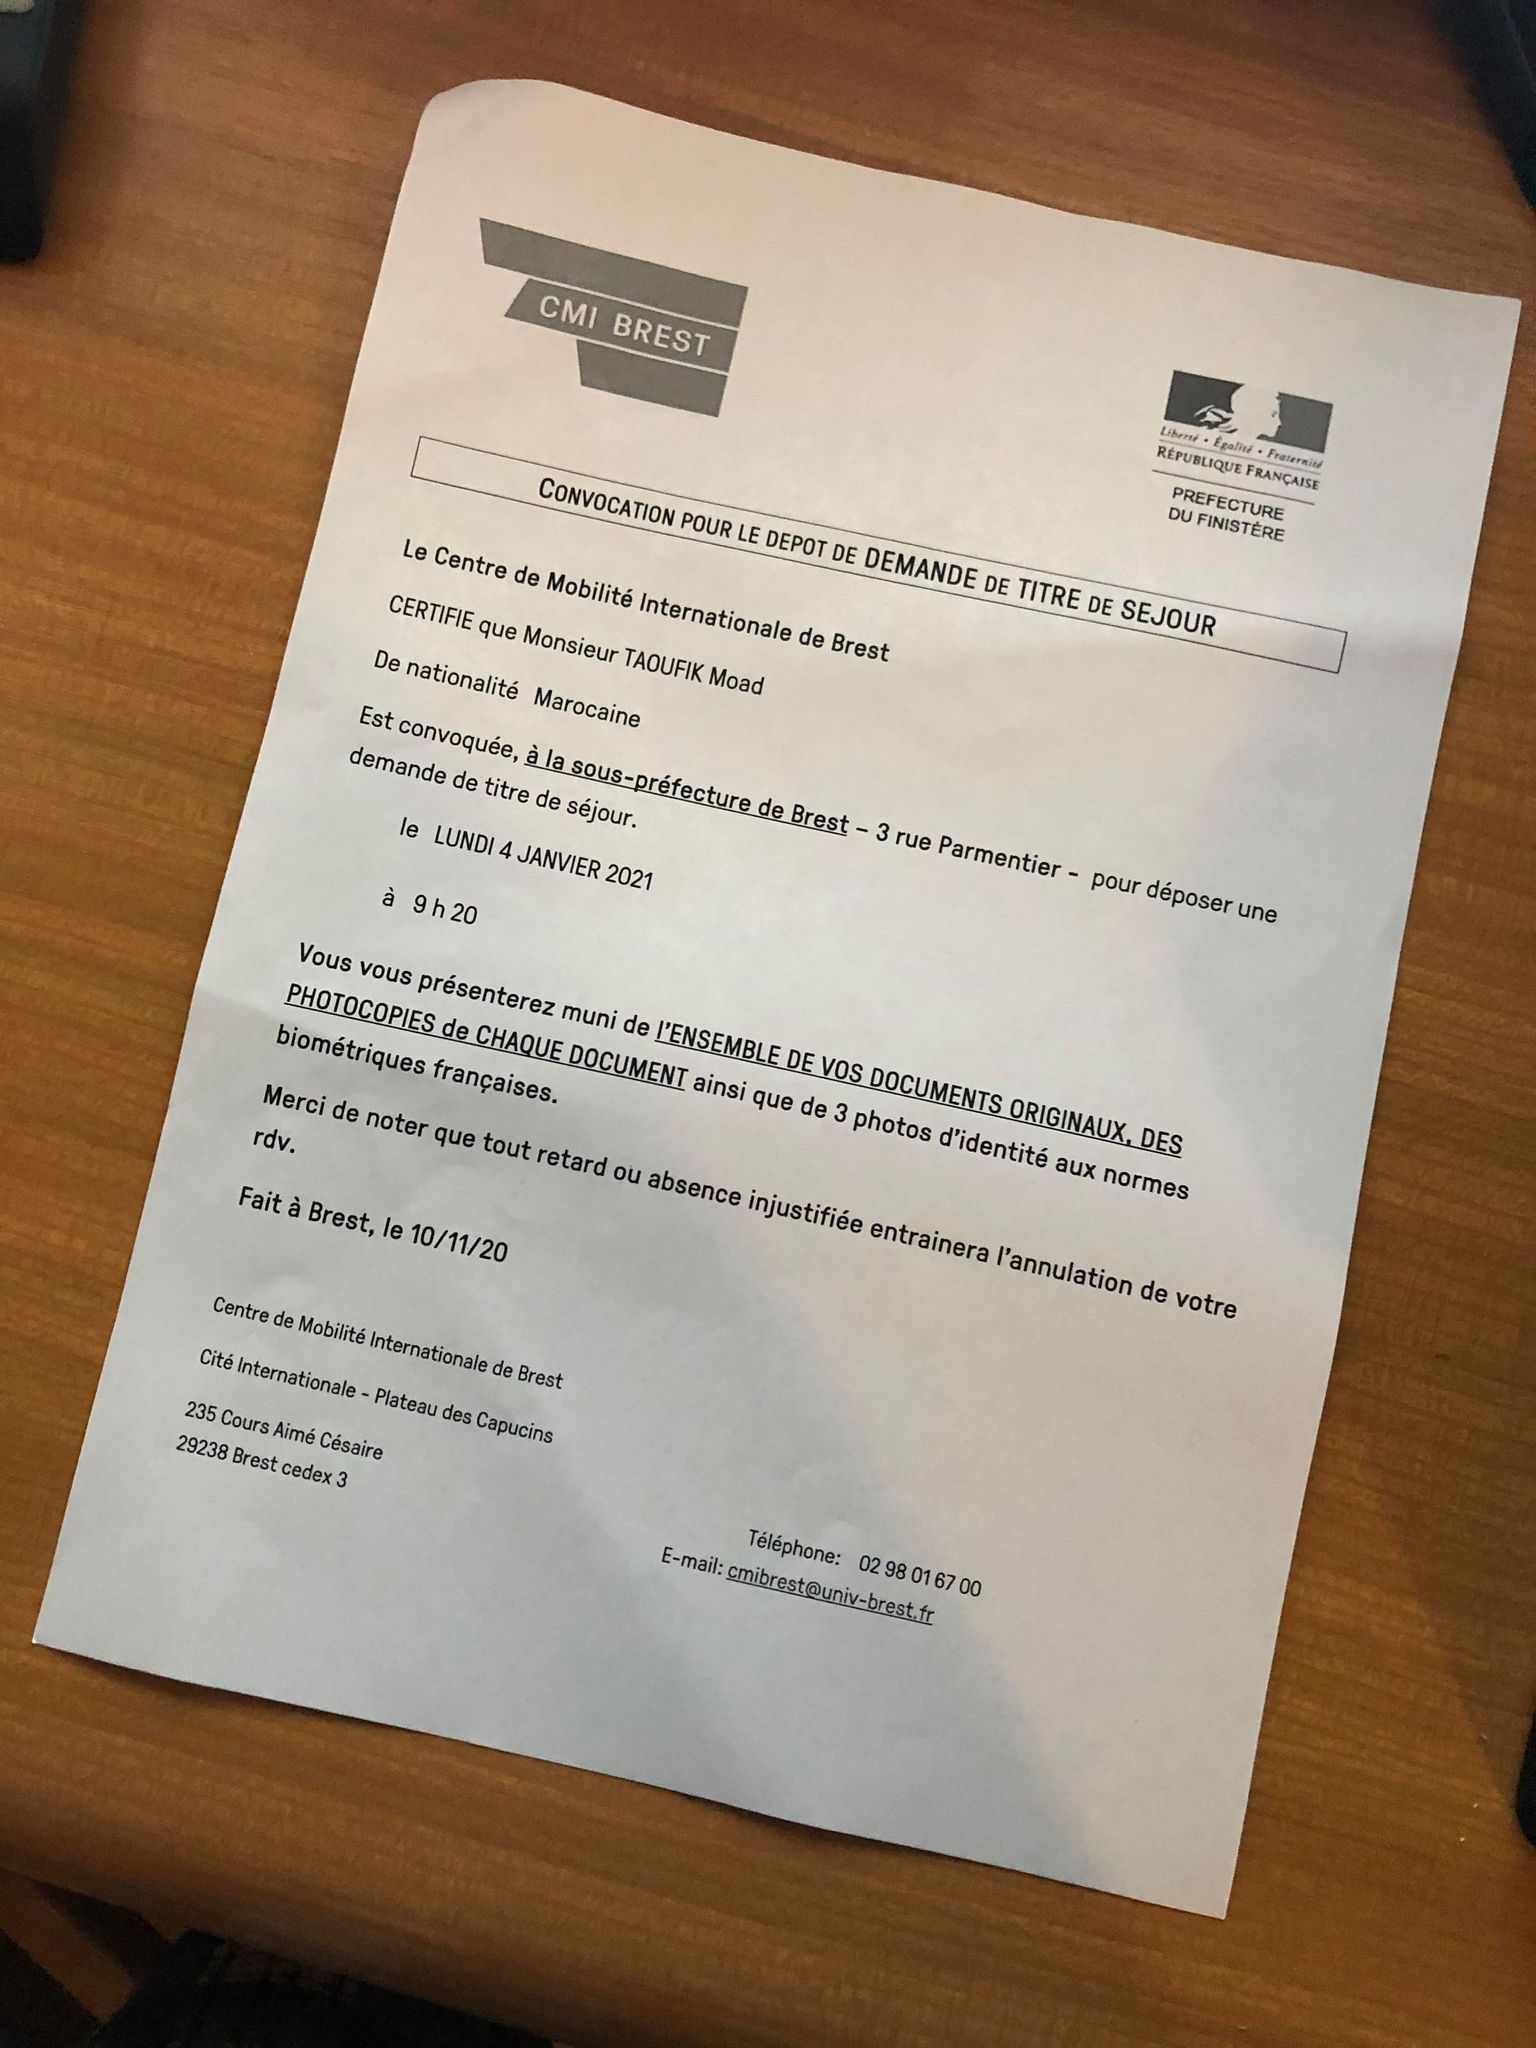 CMI BREST
Liberté • Égalité • Fraternité
RÉPUBLIQUE FRANÇAISE
PREFECTURE
DU FINISTÈRE
CONVOCATION POUR LE DEPOT DE DEMANDE DE TITRE DE SEJOUR
Le Centre de Mobilité Internationale de Brest
CERTIFIE que Monsieur TAOUFIK Moad
De nationalité Marocaine
Est convoquée, à la sous-préfecture de Brest – 3 rue Parmentier - pour déposer une
demande de titre de séjour.
le LUNDI 4 JANVIER 2021
à 9 h 20
Vous vous présenterez muni de l'ENSEMBLE DE VOS DOCUMENTS ORIGINAUX, DES
PHOTOCOPIES de CHAQUE DOCUMENT ainsi que de 3 photos d'identité aux normes
biométriques françaises.
Merci de noter que tout retard ou absence injustifiée entrainera l'annulation de votre
rdv.
Fait à Brest, le 10/11/20
Centre de Mobilité Internationale de Brest
Cité Internationale - Plateau des Capucins
235 Cours Aimé Césaire
29238 Brest cedex 3
Téléphone: 02 98 01 67 00
E-mail: cmibrest@univ-brest.fr